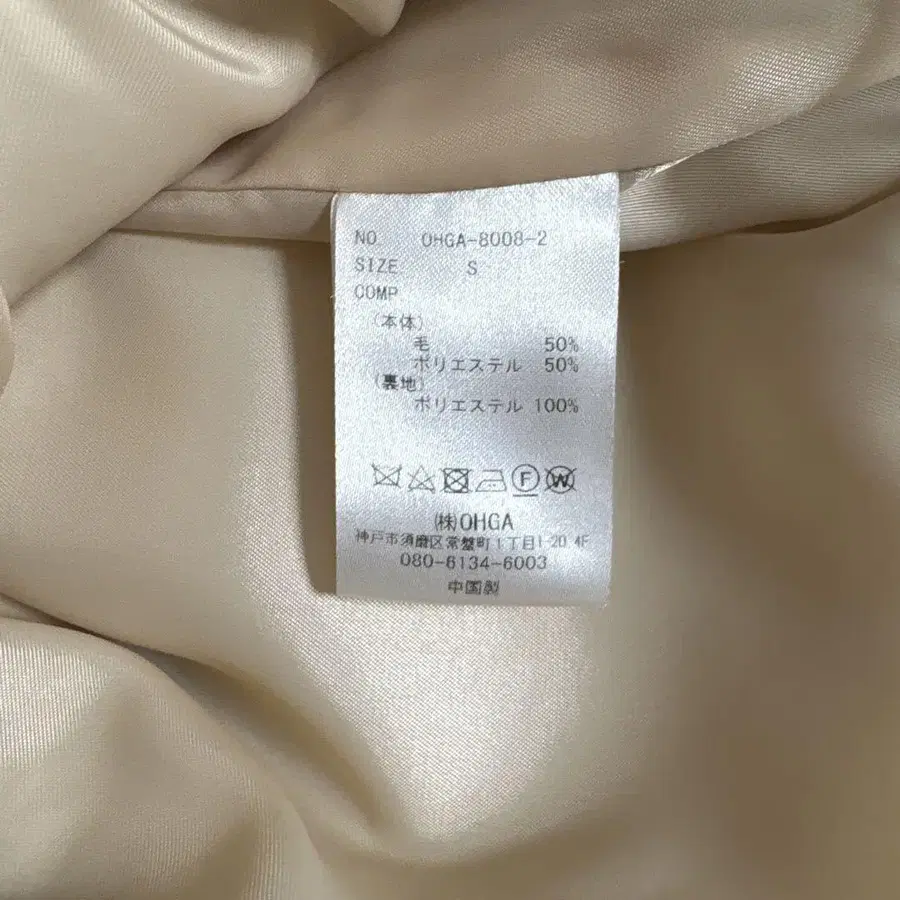 NO. OHGA-8008-2
SIZE S
COMP
(本体)
毛 50%
ポリエステル 50%
(裏地)
ポリエステル 100%
F W
(株)OHGA
神戸市須磨区常盤町1丁目1-20.4F
080-6134-6003
中国製